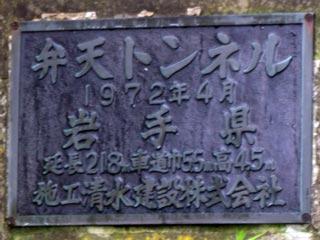 弁天トンネル
1972年4月
岩手県
延長218m車道巾5.5m高4.5m
施工清水建設株式会社